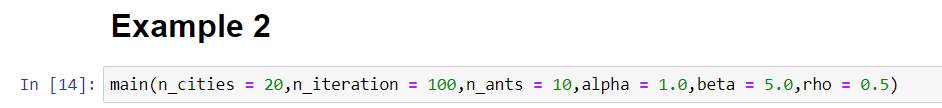 Example 2
In [14]: main(n_cities = 20,n_iteration = 100,n_ants = 10,alpha = 1.0,beta = 5.0,rho = 0.5)